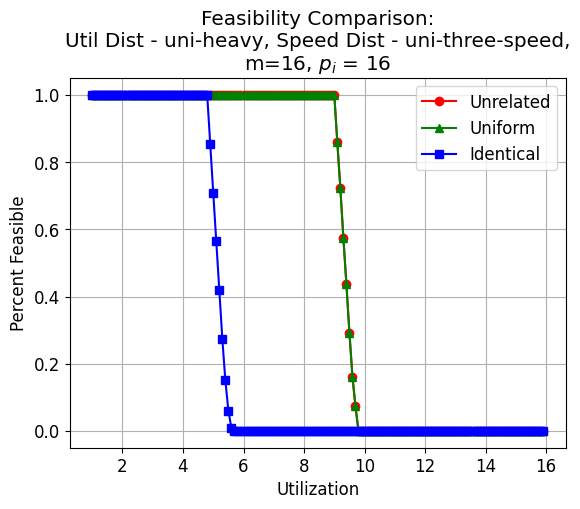 Feasibility Comparison:
Util Dist - uni-heavy, Speed Dist - uni-three-speed,
m=16, $p_i$ = 16
Unrelated
Uniform
Identical
Percent Feasible
1.0
0.8
0.6
0.4
0.2
0.0
2 4 6 8 10 12 14 16
Utilization